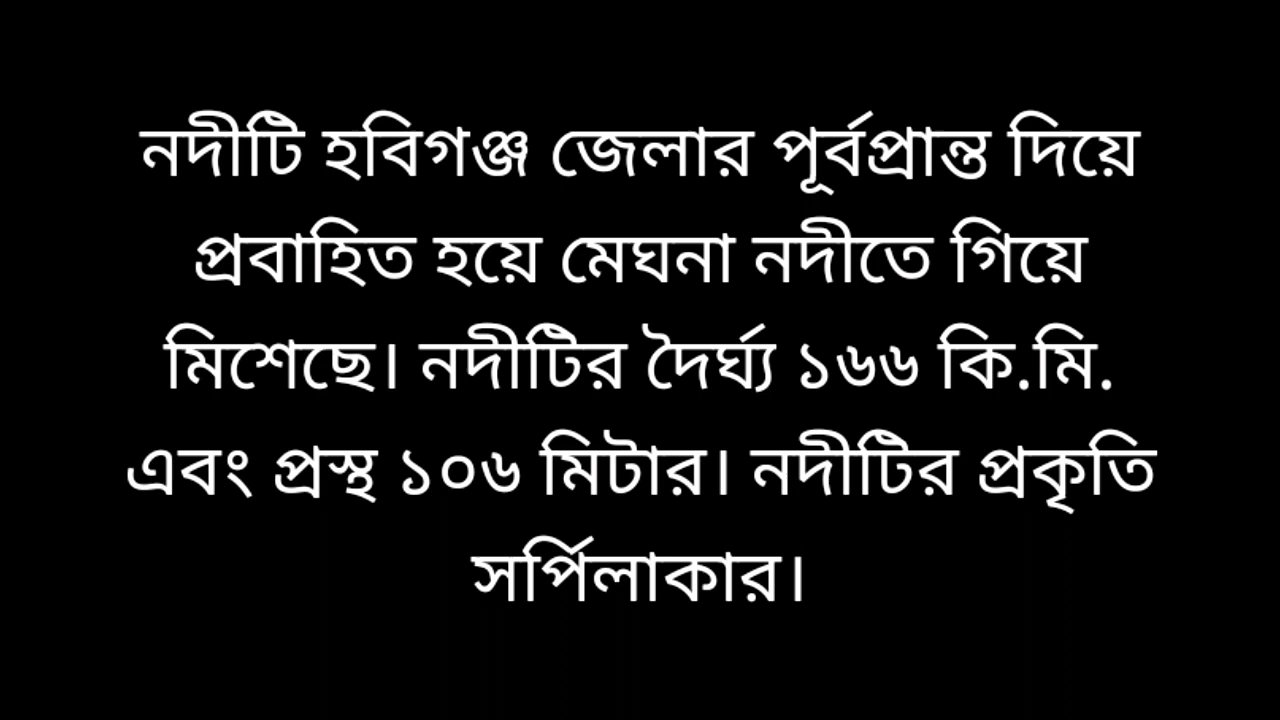 নদীটি হবিগঞ্জ জেলার পূর্বপ্রান্ত দিয়ে
প্রবাহিত হয়ে মেঘনা নদীতে গিয়ে
মিশেছে। নদীটির দৈর্ঘ্য ১৬৬ কি.মি.
এবং প্রস্থ ১০৬ মিটার। নদীটির প্রকৃতি
সর্পিলাকার।